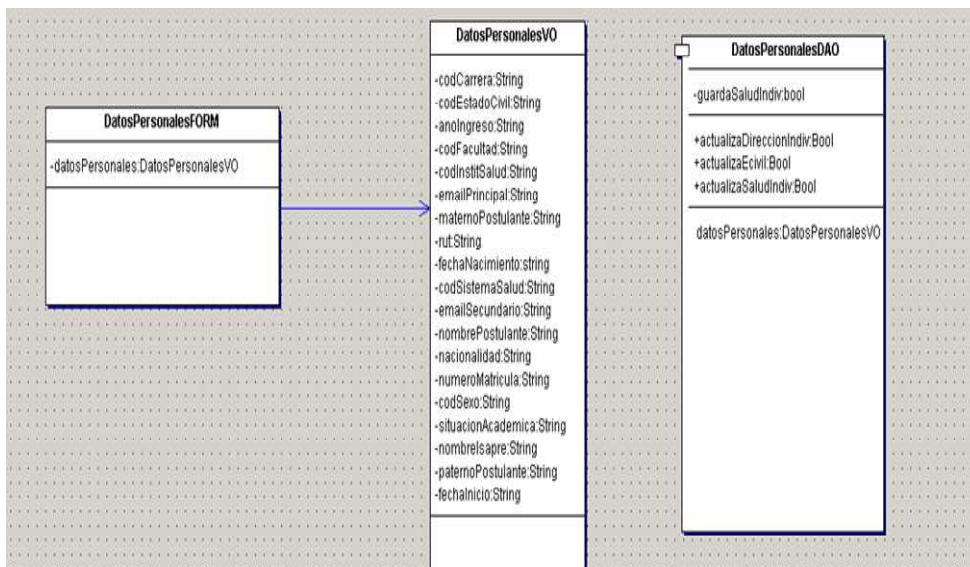 DatosPersonalesFORM
-datosPersonales:DatosPersonalesVO
DatosPersonalesVO
-codCarrera:String
-codEstadoCivil:String
-anoIngreso:String
-codFacultad:String
-codInstitSalud:String
-emailPrincipal:String
-maternoPostulante:String
-rut:String
-fechaNacimiento:string
-codSistemaSalud:String
-emailSecundario:String
-nombrePostulante:String
-nacionalidad:String
-numeroMatricula:String
-codSexo:String
-situacionAcademica:String
-nombreIsapre:String
-paternoPostulante:String
-fechaInicio:String
DatosPersonalesDAO
-guardaSaludIndiv:bool
+actualizaDireccionIndiv:Bool
+actualizaEcivil:Bool
+actualizaSaludIndiv:Bool
datosPersonales:DatosPersonalesVO